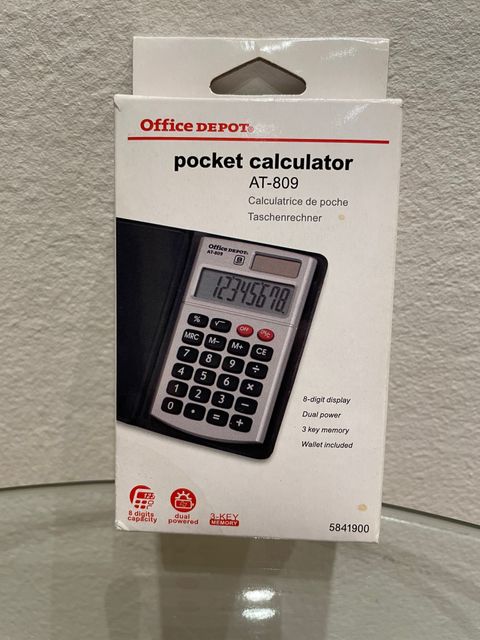 Office DEPOT®
pocket calculator
AT-809
Calculatrice de poche
Taschenrechner
Office DEPOT®
AT-809
8
12345678
% √ ON
MRC M− M+ CE
7 8 9 ÷
4 5 6 ×
1 2 3 −
0 • = +
8-digit display
Dual power
3 key memory
Wallet included
8 digits
capacity
dual
powered
3-KEY
MEMORY
5841900